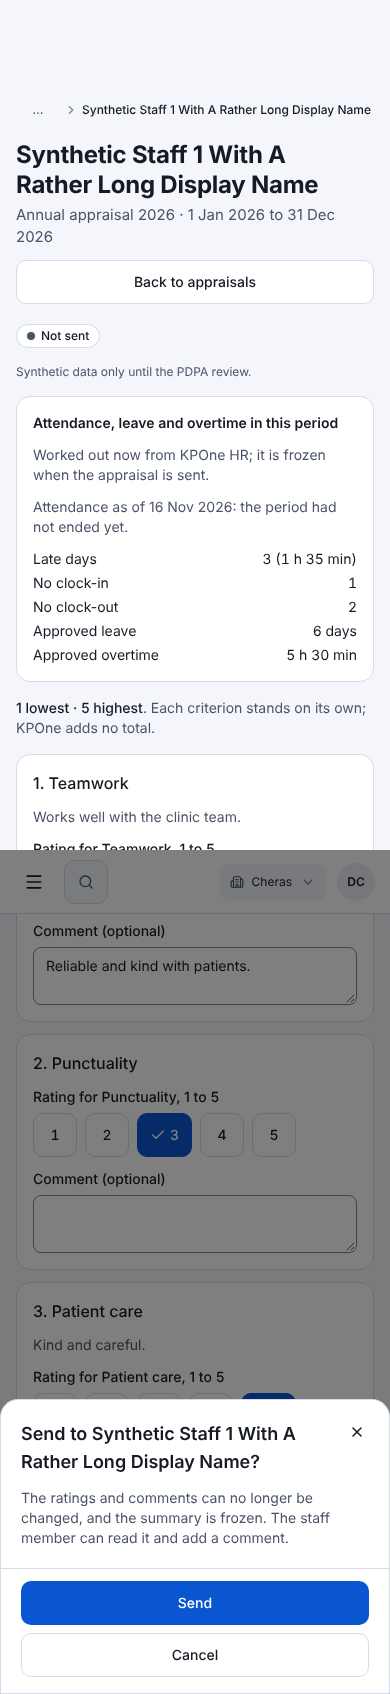 ... > Synthetic Staff 1 With A Rather Long Display Name
Synthetic Staff 1 With A
Rather Long Display Name
Annual appraisal 2026 · 1 Jan 2026 to 31 Dec
2026
Back to appraisals
Not sent
Synthetic data only until the PDPA review.
Attendance, leave and overtime in this period
Worked out now from KPOne HR; it is frozen
when the appraisal is sent.
Attendance as of 16 Nov 2026: the period had
not ended yet.
Late days 3 (1 h 35 min)
No clock-in 1
No clock-out 2
Approved leave 6 days
Approved overtime 5 h 30 min
1 lowest · 5 highest. Each criterion stands on its own;
KPOne adds no total.
1. Teamwork
Works well with the clinic team.
Rating for Teamwork, 1 to 5
Cheras DC
Comment (optional)
Reliable and kind with patients.
2. Punctuality
Rating for Punctuality, 1 to 5
1 2 3 4 5
Comment (optional)
3. Patient care
Kind and careful.
Rating for Patient care, 1 to 5
Send to Synthetic Staff 1 With A
Rather Long Display Name?
The ratings and comments can no longer be
changed, and the summary is frozen. The staff
member can read it and add a comment.
Send
Cancel